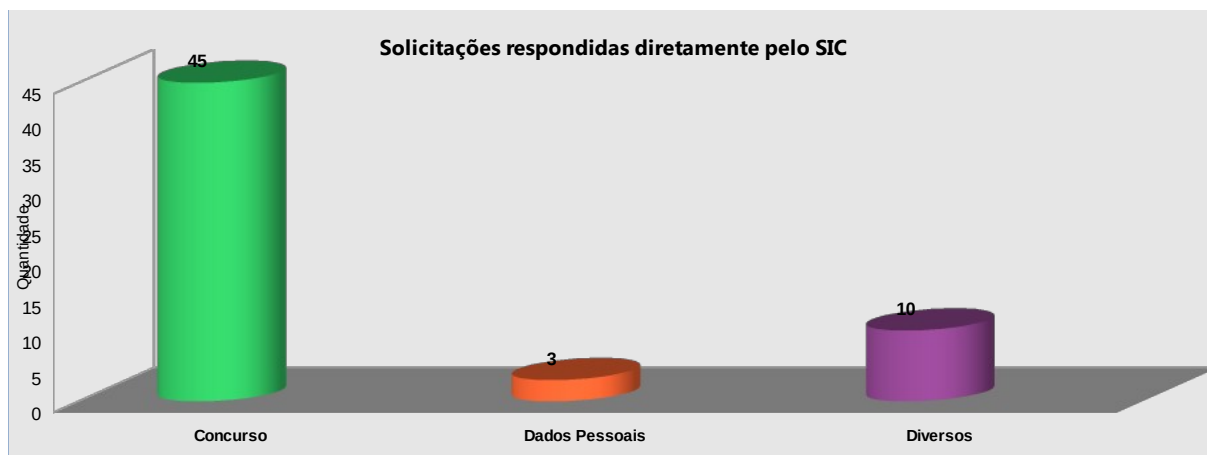 Solicitações respondidas diretamente pelo SIC
45
3
10
Quantidade
45
40
35
30
25
20
15
10
5
0
Concurso
Dados Pessoais
Diversos